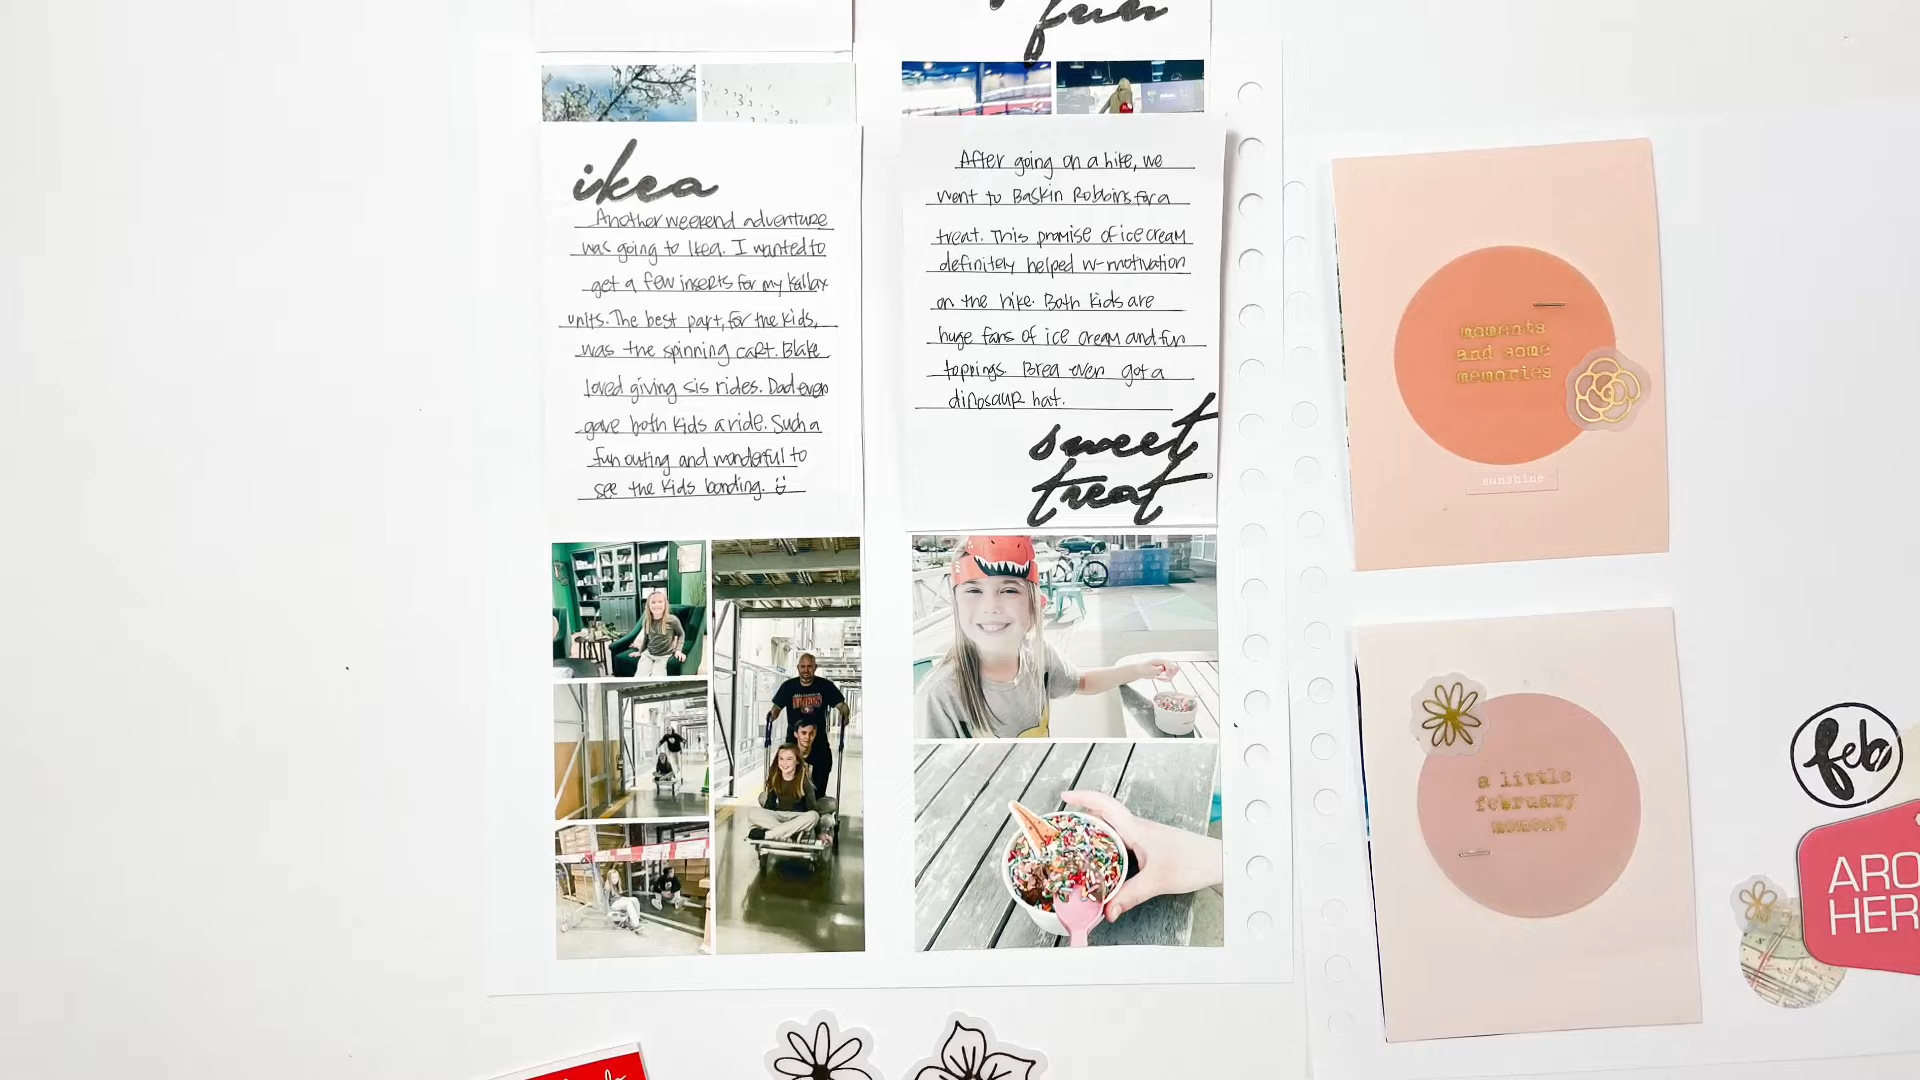 fun
ikea
Another weekend adventure
was going to Ikea. I wanted to
get a few inserts for my Kallax
units. The best part, for the kids,
was the spinning cart. Blake
loved giving sis rides. Dad even
gave both kids a ride. Such a
fun outing and wonderful to
see the kids bonding.
After going on a hike, we
went to Baskin Robbins for a
treat. This promise of ice cream
definitely helped w- motivation
on the hike. Both kids are
huge fans of ice cream and fun
toppings. Brea even got a
dinosaur hat.
sweet
treat
moments
and some
memories
sunshine
a little
february
moment
feb
ARO
HER